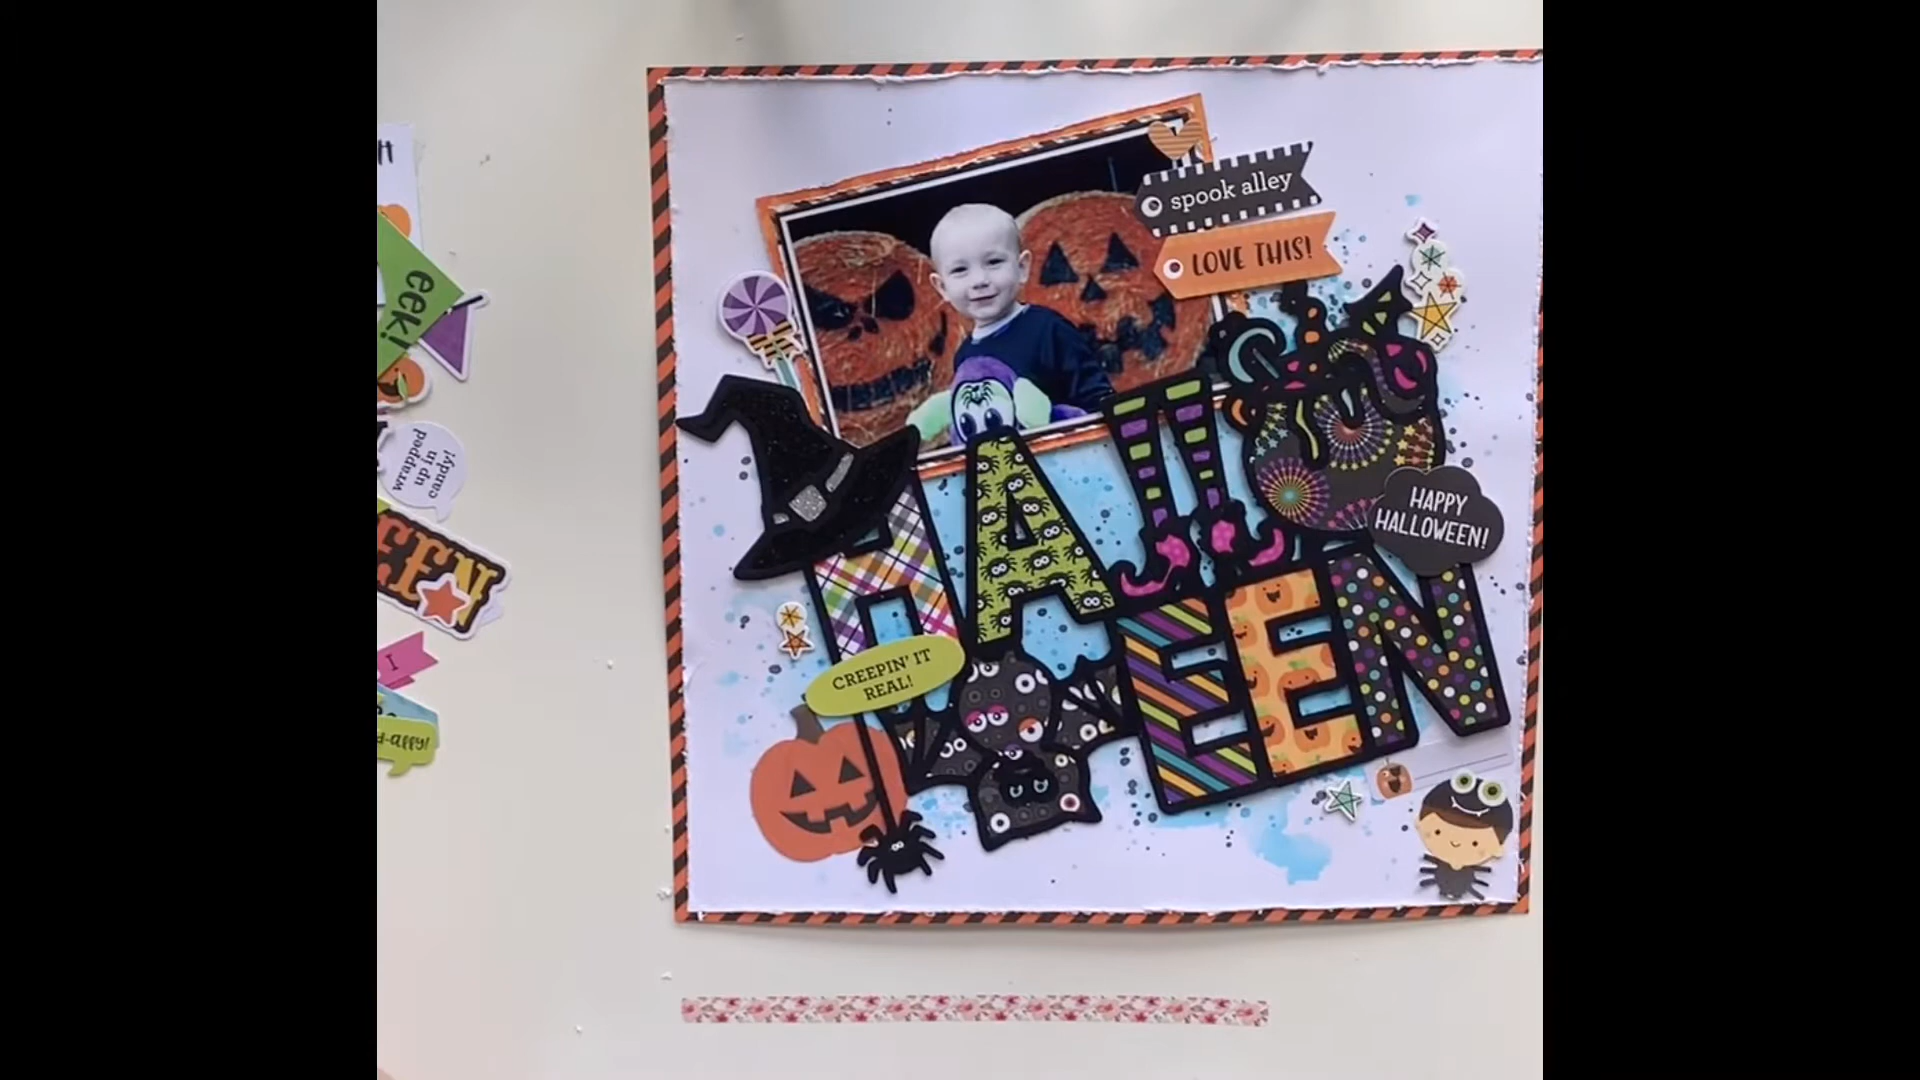 spook alley
LOVE THIS!
HALLOWEEN
HAPPY
HALLOWEEN!
CREEPIN' IT
REAL!
eek!
wrapped
up in
candy!
EEN
I